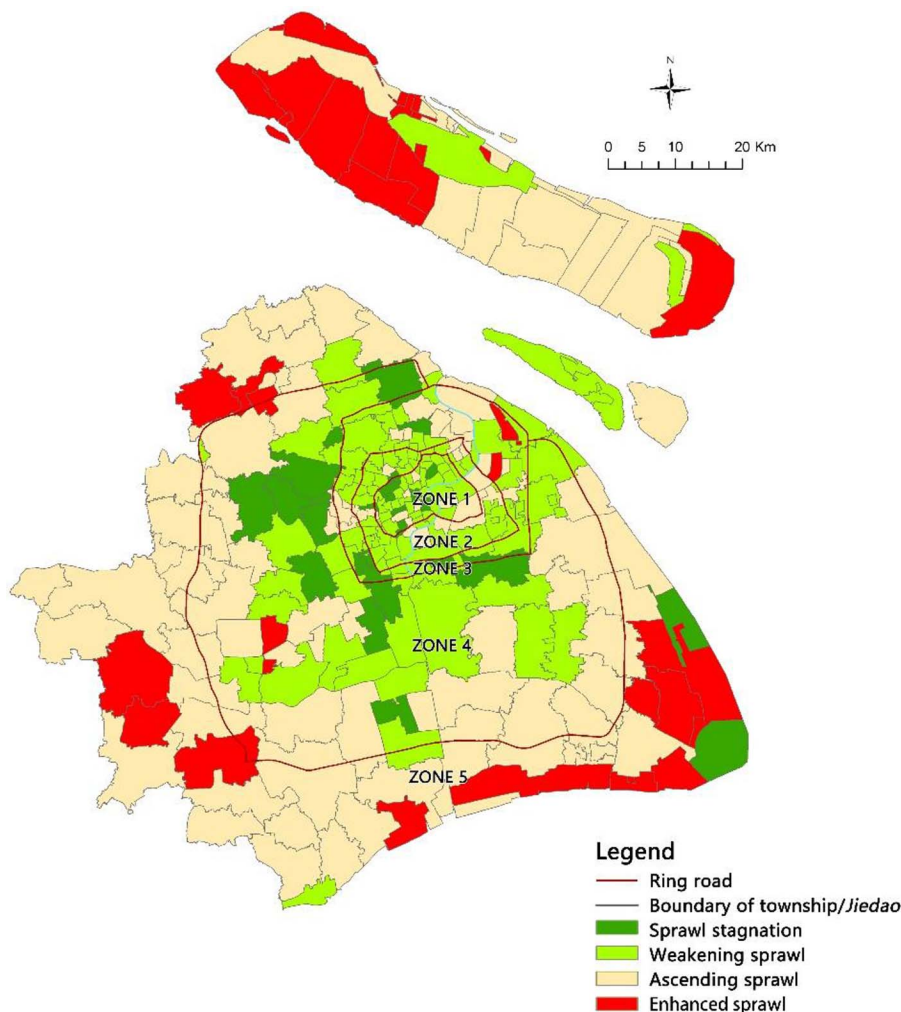 N
0 5 10 20 Km
ZONE 1
ZONE 2
ZONE 3
ZONE 4
ZONE 5
Legend
Ring road
Boundary of township/Jiedao
Sprawl stagnation
Weakening sprawl
Ascending sprawl
Enhanced sprawl